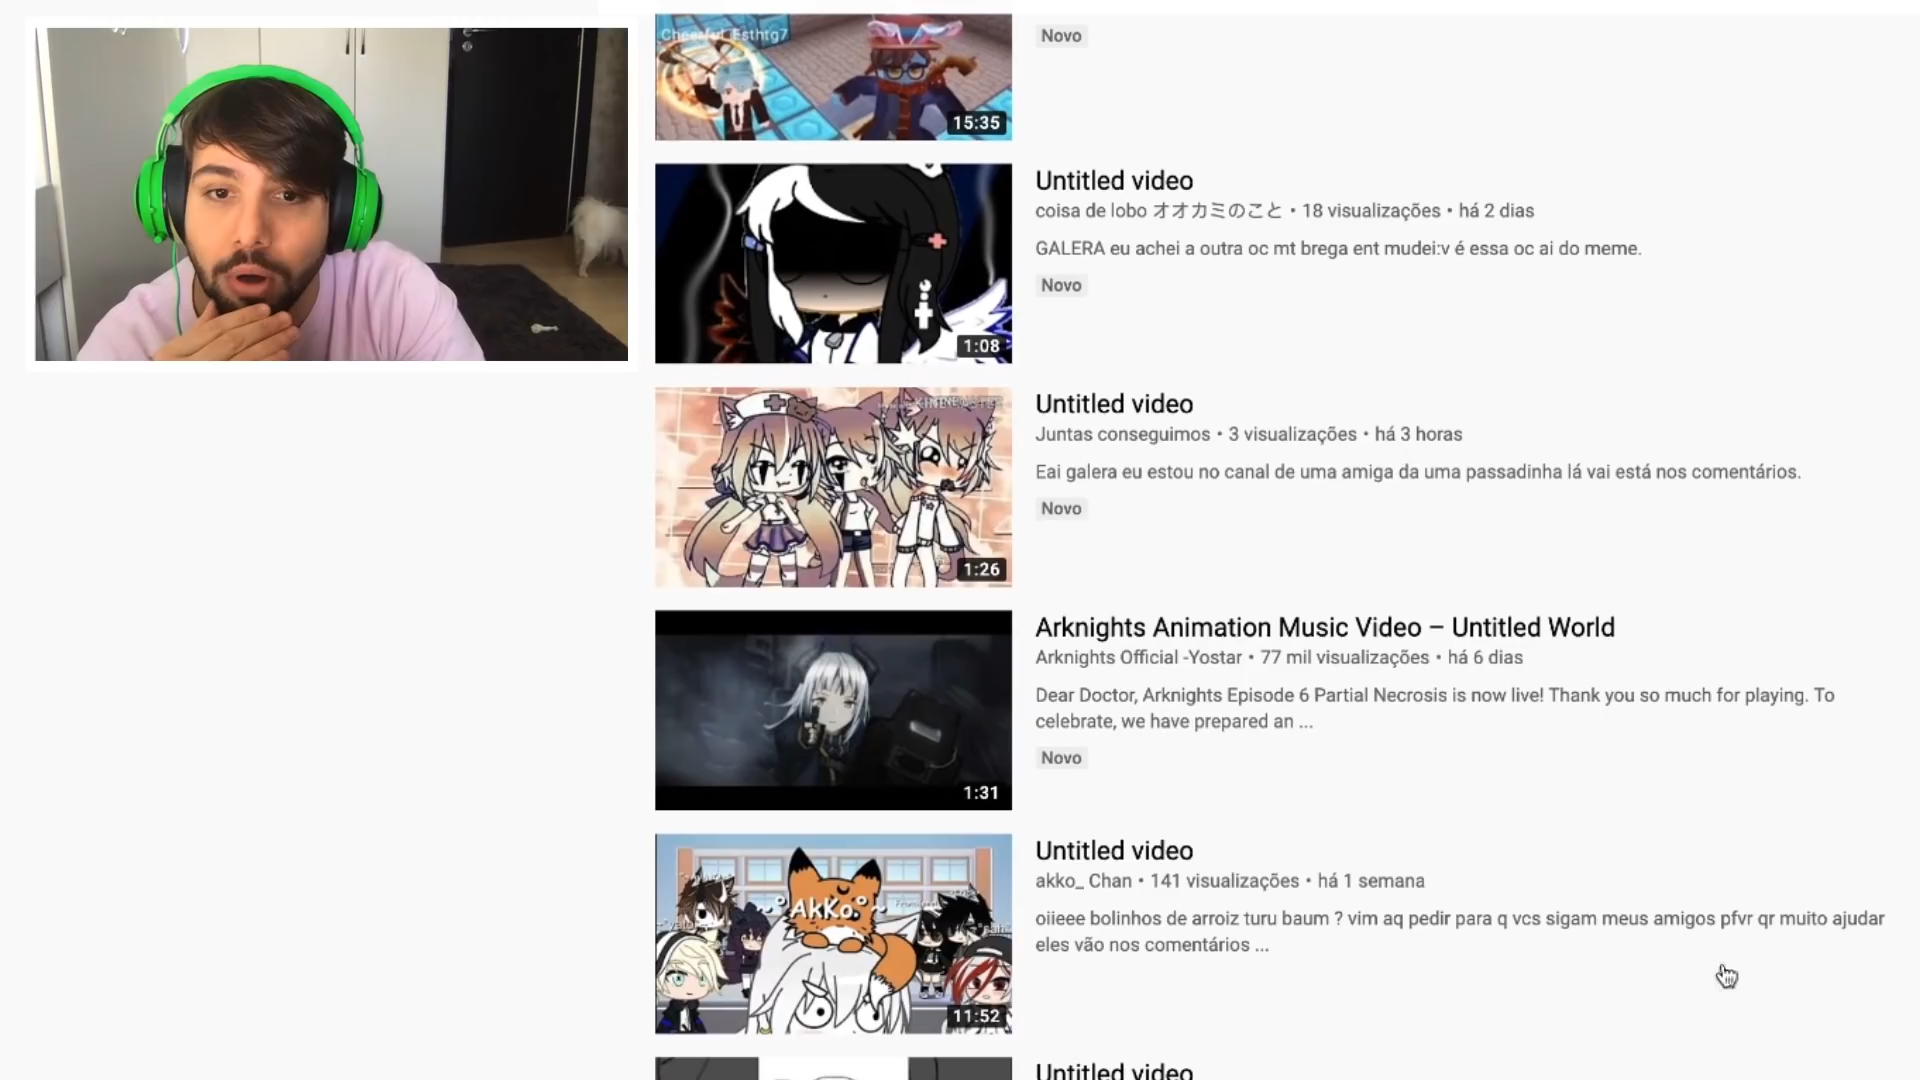 Cheerful_Esthtg7
15:35
Novo
1:08
Untitled video
coisa de lobo オオカミのこと • 18 visualizações • há 2 dias
GALERA eu achei a outra oc mt brega ent mudei:v é essa oc ai do meme.
Novo
KINEMASTER
1:26
Untitled video
Juntas conseguimos • 3 visualizações • há 3 horas
Eai galera eu estou no canal de uma amiga da uma passadinha lá vai está nos comentários.
Novo
1:31
Arknights Animation Music Video – Untitled World
Arknights Official -Yostar • 77 mil visualizações • há 6 dias
Dear Doctor, Arknights Episode 6 Partial Necrosis is now live! Thank you so much for playing. To
celebrate, we have prepared an ...
Novo
~°AkKo°~
11:52
Untitled video
akko_ Chan • 141 visualizações • há 1 semana
oiieee bolinhos de arroiz turu baum ? vim aq pedir para q vcs sigam meus amigos pfvr qr muito ajudar
eles vão nos comentários ...
Untitled video